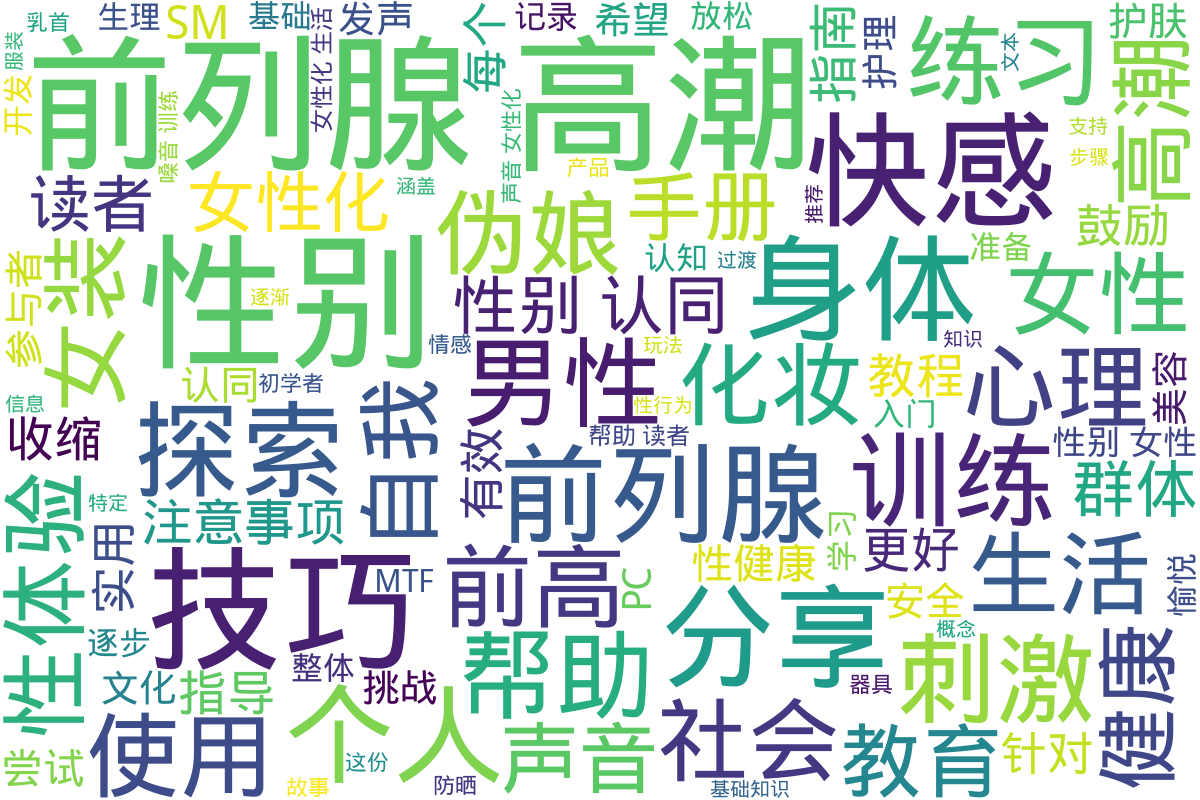 乳首
生理
SM
基础
发声
每个
记录
希望
放松
指南
护理
练习
文本
护肤
高潮
服装
开发
前列腺 高潮
女性化 生活
嗓音 训练
声音 女性化
产品
快感
支持
步骤
推荐
读者
女性化
涵盖
伪娘
手册
鼓励
参与者
女装
性别
逐渐
认知
过渡
身体
准备
女性
性别 认同
情感
玩法
知识
认同
初学者
男性
性行为
化妆
教程
入门
心理
美容
信息
收缩
探索
自我
有效
帮助 读者
训练
性别 女性
群体
性体验
特定
注意事项
前列腺
学习
更好
实用
技巧
MTF
前高
PC
性健康
生活
愉悦
安全
概念
逐步
整体
帮助
分享
刺激
健康
文化
指导
挑战
器具
使用
个人
这份
声音
社会
教育
针对
尝试
故事
防晒
基础知识